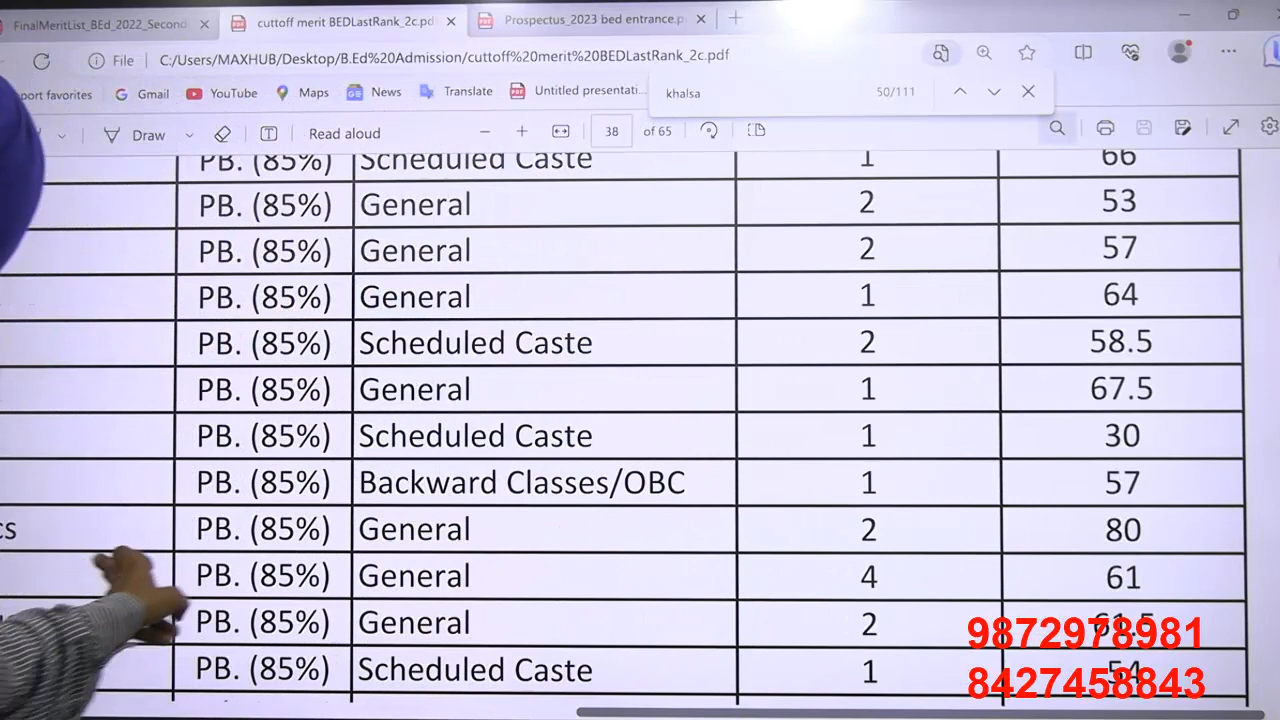 FinalMeritList_BEd_2022_Second
cuttoff merit BEDLastRank_2c.pd
Prospectus_2023 bed entrance.p
File C:/Users/MAXHUB/Desktop/B.Ed%20Admission/cuttoff%20merit%20BEDLastRank_2c.pdf
port favorites Gmail YouTube Maps News Translate Untitled presentati...
khalsa 50/111
Draw Read aloud 38 of 65
PB. (85%) Scheduled Caste 1 66
PB. (85%) General 2 53
PB. (85%) General 2 57
PB. (85%) General 1 64
PB. (85%) Scheduled Caste 2 58.5
PB. (85%) General 1 67.5
PB. (85%) Scheduled Caste 1 30
PB. (85%) Backward Classes/OBC 1 57
cs PB. (85%) General 2 80
PB. (85%) General 4 61
PB. (85%) General 2 61.5
PB. (85%) Scheduled Caste 1 54
9872978981
8427458843